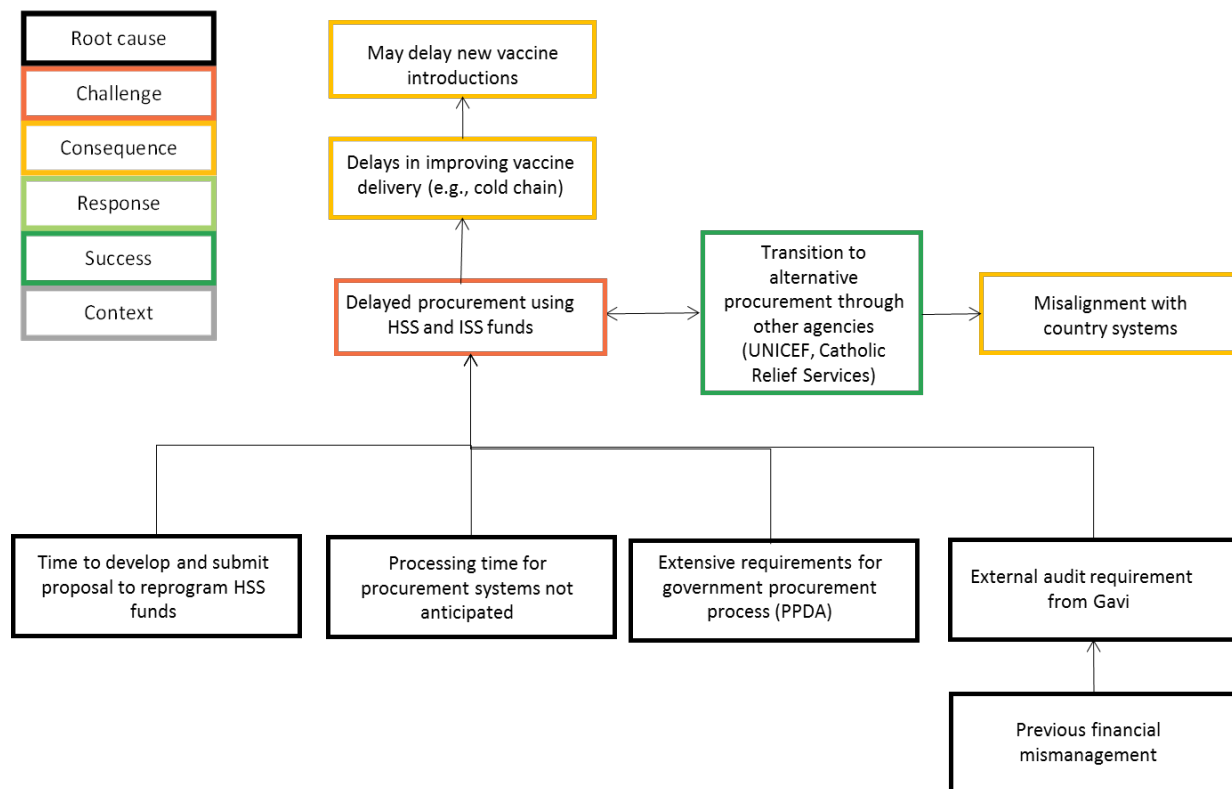 Root cause
Challenge
Consequence
Response
Success
Context
May delay new vaccine
introductions
Delays in improving vaccine
delivery (e.g., cold chain)
Delayed procurement using
HSS and ISS funds
Transition to
alternative
procurement through
other agencies
(UNICEF, Catholic
Relief Services)
Misalignment with
country systems
Time to develop and submit
proposal to reprogram HSS
funds
Processing time for
procurement systems not
anticipated
Extensive requirements for
government procurement
process (PPDA)
External audit requirement
from Gavi
Previous financial
mismanagement